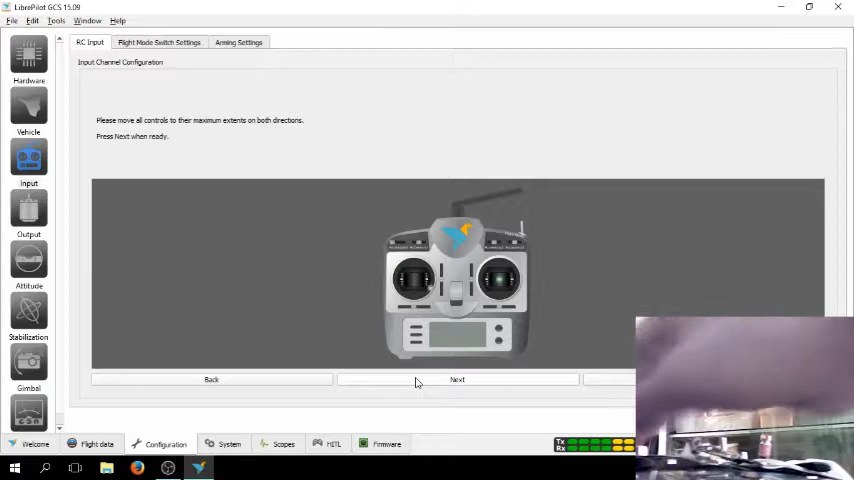 LibrePilot GCS 15.09
File Edit Tools Window Help
RC Input Flight Mode Switch Settings Arming Settings
Input Channel Configuration
Please move all controls to their maximum extents on both directions.
Press Next when ready.
Hardware
Vehicle
Input
Output
Attitude
Stabilization
Gimbal
Back Next
Welcome Flight data Configuration System Scopes HITL Firmware
Tx
Rx